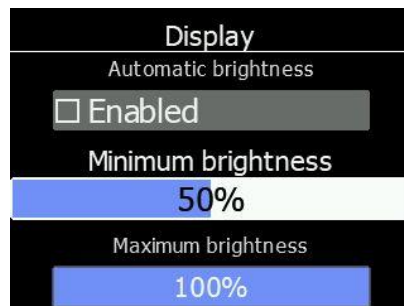 Display
Automatic brightness
Enabled
Minimum brightness
50%
Maximum brightness
100%